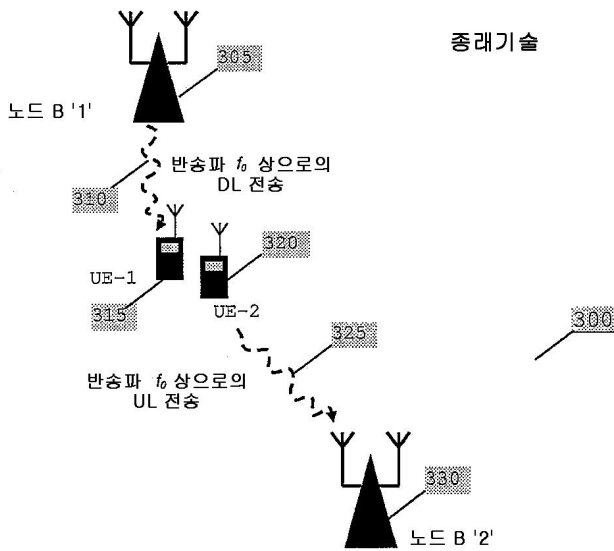 종래기술
305
노드 B '1'
반송파 f₀ 상으로의
DL 전송
310
320
UE-1
315
UE-2
300
325
반송파 f₀ 상으로의
UL 전송
330
노드 B '2'